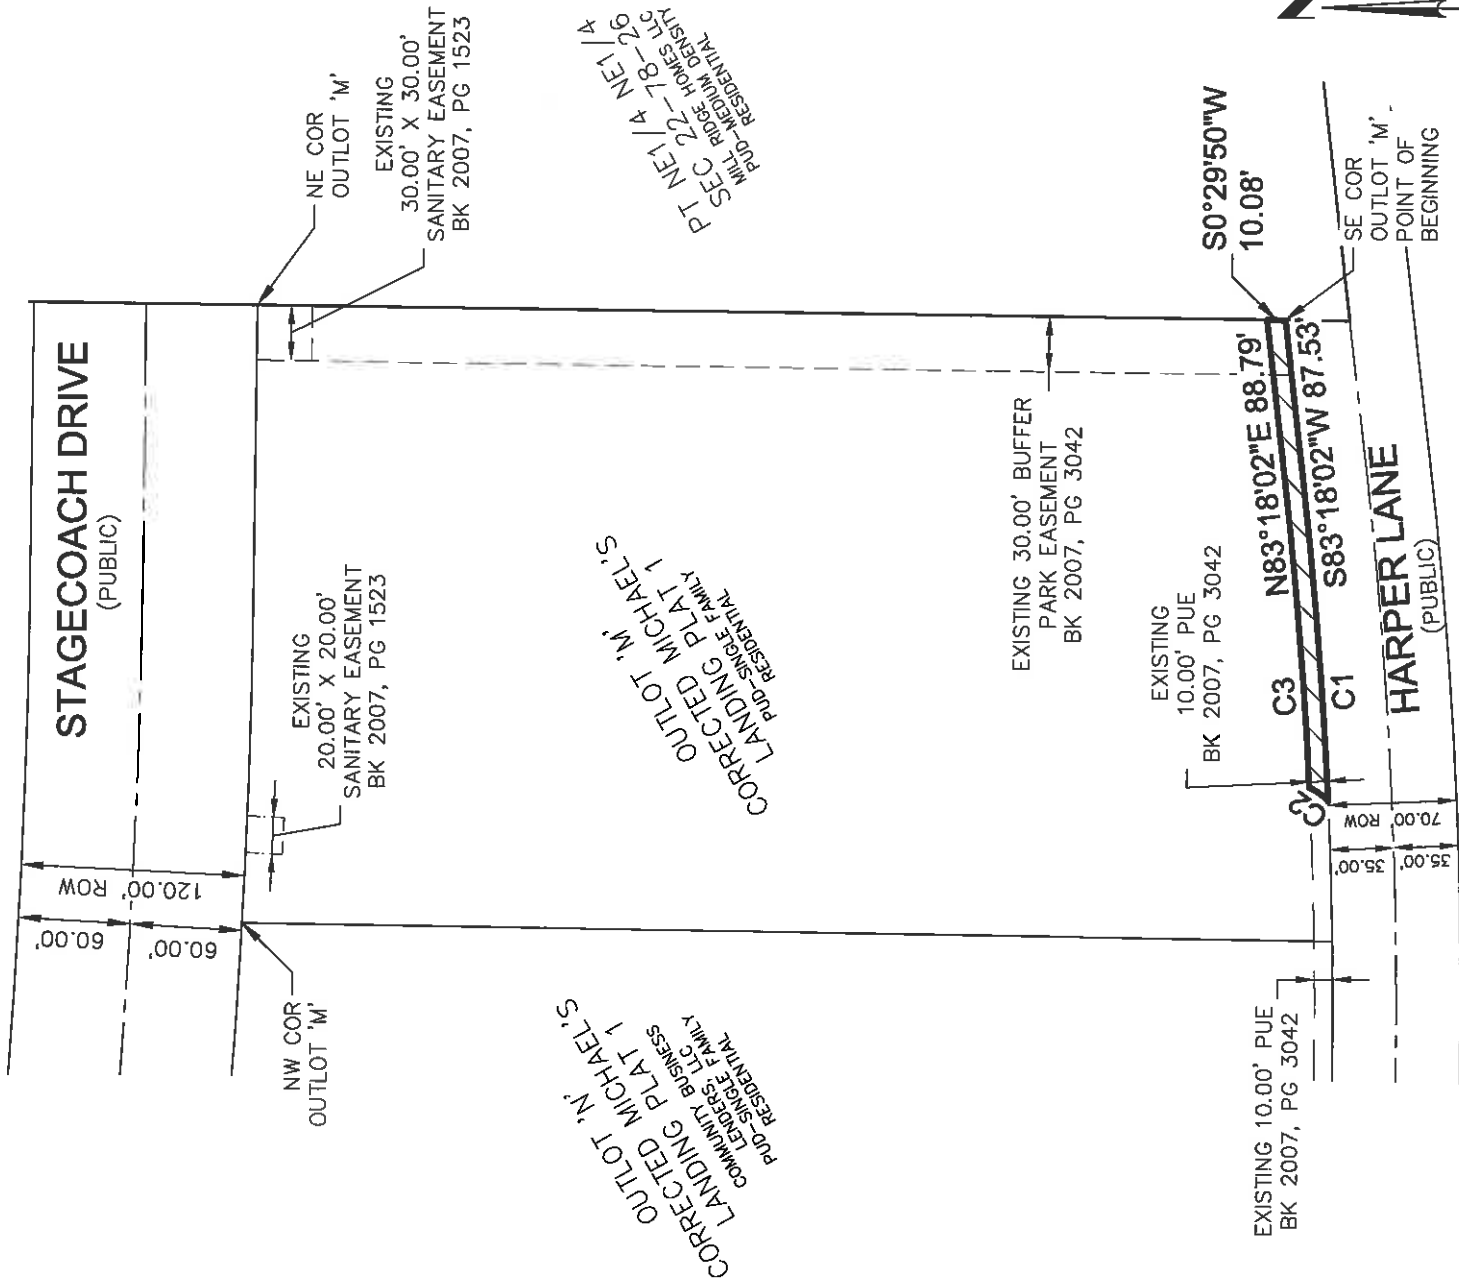 STAGECOACH DRIVE
(PUBLIC)
NE COR
OUTLOT 'M'
EXISTING
30.00' X 30.00'
SANITARY EASEMENT
BK 2007, PG 1523
PT NE1/4 NE1/4
SEC 22-78-26
MILL RIDGE HOMES LLC
PUD-MEDIUM DENSITY
RESIDENTIAL
60.00'
60.00'
120.00' ROW
NW COR
OUTLOT 'M'
EXISTING
20.00' X 20.00'
SANITARY EASEMENT
BK 2007, PG 1523
OUTLOT 'M'
CORRECTED MICHAEL'S
LANDING PLAT 1
PUD-SINGLE FAMILY
RESIDENTIAL
EXISTING 30.00' BUFFER
PARK EASEMENT
BK 2007, PG 3042
EXISTING
10.00' PUE
BK 2007, PG 3042
S0°29'50"W
10.08'
SE COR
OUTLOT 'M'
POINT OF
BEGINNING
N83°18'02"E 88.79'
S83°18'02"W 87.53'
C3
C1
C2
HARPER LANE
(PUBLIC)
70.00' ROW
35.00'
35.00'
OUTLOT 'N'
CORRECTED MICHAEL'S
LANDING PLAT 1
COMMUNITY BUSINESS
LENDERS, LLC
PUD-SINGLE FAMILY
RESIDENTIAL
EXISTING 10.00' PUE
BK 2007, PG 3042